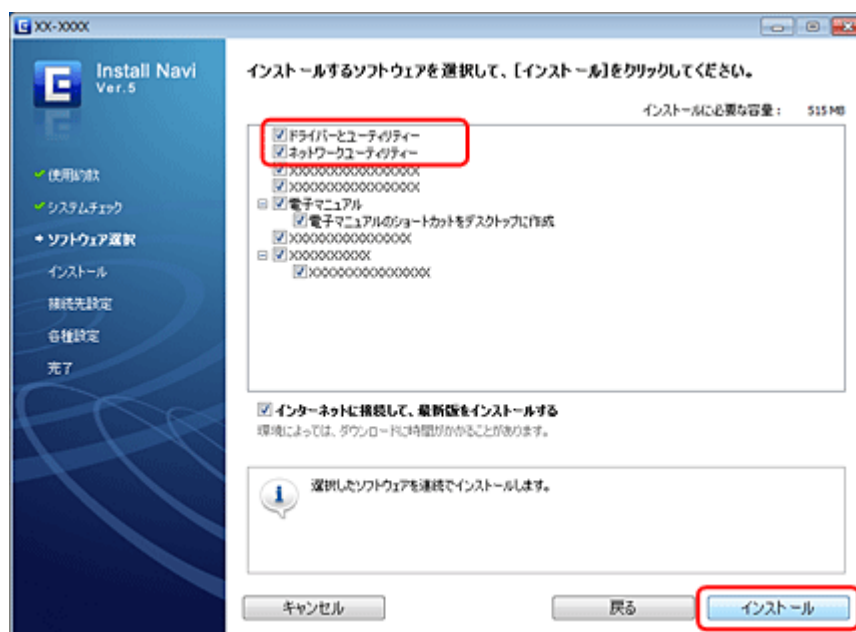 XX-XXXX
E
Install Navi
Ver.5
使用約款
システムチェック
ソフトウェア選択
インストール
接続先設定
各種設定
完了
インストールするソフトウェアを選択して、[インストール]をクリックしてください。
インストールに必要な容量： 515 MB
ドライバーとユーティリティー
ネットワークユーティリティー
XXXXXXXXXXXXXXXXX
XXXXXXXXXXXXXXXXX
電子マニュアル
電子マニュアルのショートカットをデスクトップに作成
XXXXXXXXXXXXXXXX
XXXXXXXXXXX
XXXXXXXXXXXXXXXX
インターネットに接続して、最新版をインストールする
環境によっては、ダウンロードに時間がかかることがあります。
選択したソフトウェアを連続でインストールします。
キャンセル
戻る
インストール